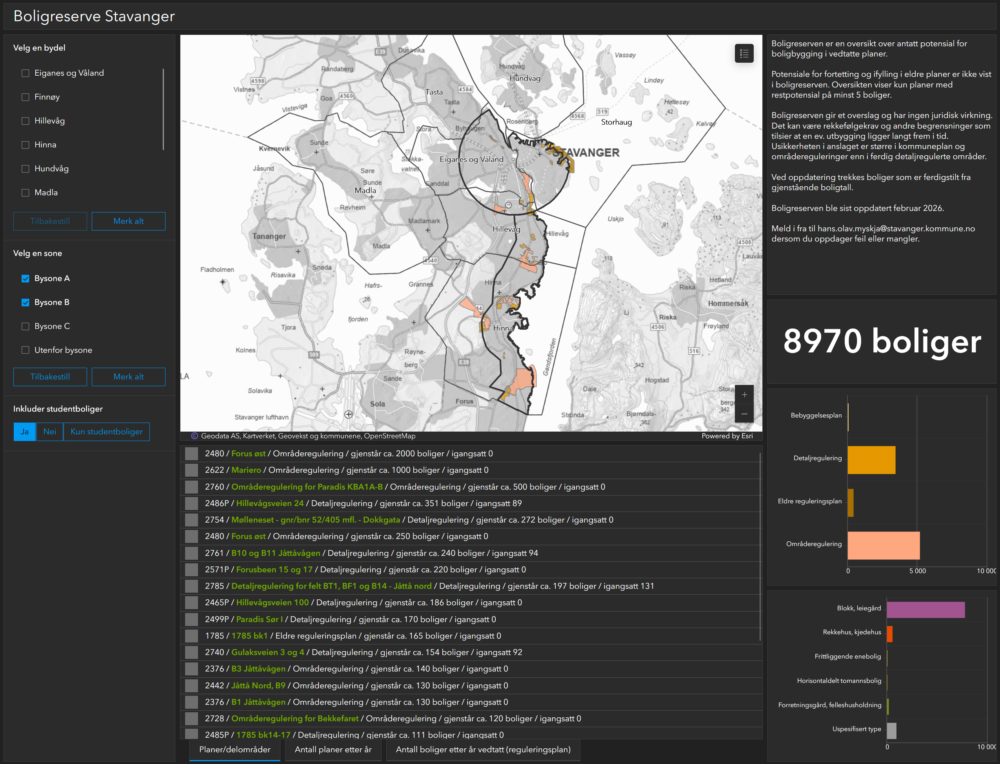 Boligreserve Stavanger
Velg en bydel
Eiganes og Våland
Finnøy
Hillevåg
Hinna
Hundvåg
Madla
Tilbakestill
Merk alt
Velg en sone
Bysone A
Bysone B
Bysone C
Utenfor bysone
Tilbakestill
Merk alt
Inkluder studentboliger
Ja
Nei
Kun studentboliger
E39
Dusavika
Vassøy
Randaberg
Hundvåg
Hundvåg
4598
Vistnes
Lindøy
Tasta
4584
Goa
4560
Tasta
Hellesøy
42
Visteviga
519
4568
Rosenberg
Storhaug
Kalvøy
Stora
Byhaugen
Sunde
Kvernevik
STAVANGER
11
Stokka-
vatnet
Eiganes og Våland
Jåsund
Søre
Sunde
Sanddal
Madla
H
Revheim
Madlamark
Uskjo
91
113
Hillevåg
Hillevåg
Tananger
Madla
4508
4540
110
Lauvås
Fladholmen
Snøda
Risavika
Hetland
Hafrs-
Grannes
Hinna
Riska
26
44
Hommersåk
fjorden
Li
Riska
Tjora
Hinna
4506
Frøyland
Kolnes
509
Røyne-
berg
E39
Gandsfjorden
516
342
LA
Sande
Hogstad
Solavika
Dale
Stora-
berge
342
Sola
Forus
Stavanger lufthavn
Stronda
Bjørndals-
362
© Geodata AS, Kartverket, Geovekst og kommunene, OpenStreetMap
Powered by Esri
2480 / Forus øst / Områderegulering / gjenstår ca. 2000 boliger / igangsatt 0
2622 / Mariero / Områderegulering / gjenstår ca. 1000 boliger / igangsatt 0
2760 / Områderegulering for Paradis KBA1A-B / Områderegulering / gjenstår ca. 500 boliger / igangsatt 0
2486P / Hillevågsveien 24 / Detaljregulering / gjenstår ca. 351 boliger / igangsatt 89
2754 / Mølleneset - gnr/bnr 52/405 mfl. - Dokkgata / Detaljregulering / gjenstår ca. 272 boliger / igangsatt 0
2480 / Forus øst / Områderegulering / gjenstår ca. 250 boliger / igangsatt 0
2761 / B10 og B11 Jåttåvågen / Detaljregulering / gjenstår ca. 240 boliger / igangsatt 94
2571P / Forusbeen 15 og 17 / Detaljregulering / gjenstår ca. 220 boliger / igangsatt 0
2785 / Detaljregulering for felt BT1, BF1 og B14 - Jåttå nord / Detaljregulering / gjenstår ca. 197 boliger / igangsatt 131
2465P / Hillevågsveien 100 / Detaljregulering / gjenstår ca. 186 boliger / igangsatt 0
2499P / Paradis Sør I / Detaljregulering / gjenstår ca. 170 boliger / igangsatt 0
1785 / 1785 bk1 / Eldre reguleringsplan / gjenstår ca. 165 boliger / igangsatt 0
2740 / Gulaksveien 3 og 4 / Detaljregulering / gjenstår ca. 154 boliger / igangsatt 92
2376 / B3 Jåttåvågen / Områderegulering / gjenstår ca. 140 boliger / igangsatt 0
2442 / Jåttå Nord, B9 / Områderegulering / gjenstår ca. 130 boliger / igangsatt 0
2376 / B1 Jåttåvågen / Områderegulering / gjenstår ca. 130 boliger / igangsatt 0
2728 / Områderegulering for Bekkefaret / Områderegulering / gjenstår ca. 120 boliger / igangsatt 0
2485P / 1785 bk14-17 / Detaljregulering / gjenstår ca. 111 boliger / igangsatt 0
Planer/delområder
Antall planer etter år
Antall boliger etter år vedtatt (reguleringsplan)
Boligreserven er en oversikt over antatt potensial for
boligbygging i vedtatte planer.
Potensiale for fortetting og ifylling i eldre planer er ikke vist
i boligreserven. Oversikten viser kun planer med
restpotensial på minst 5 boliger.
Boligreserven gir et overslag og har ingen juridisk virkning.
Det kan være rekkefølgekrav og andre begrensninger som
tilsier at en ev. utbygging ligger langt frem i tid.
Usikkerheten i anslaget er større i kommuneplan og
områdereguleringer enn i ferdig detaljregulerte områder.
Ved oppdatering trekkes boliger som er ferdigstilt fra
gjenstående boligtall.
Boligreserven ble sist oppdatert februar 2026.
Meld i fra til hans.olav.myskja@stavanger.kommune.no
dersom du oppdager feil eller mangler.
8970 boliger
Bebyggelsesplan
Detaljregulering
Eldre reguleringsplan
Områderegulering
0
5 000
10 000
Blokk, leiegård
Rekkehus, kjedehus
Frittliggende enebolig
Horisontaldelt tomannsbolig
Forretningsgård, felleshusholdning
Uspesifisert type
0
10 000